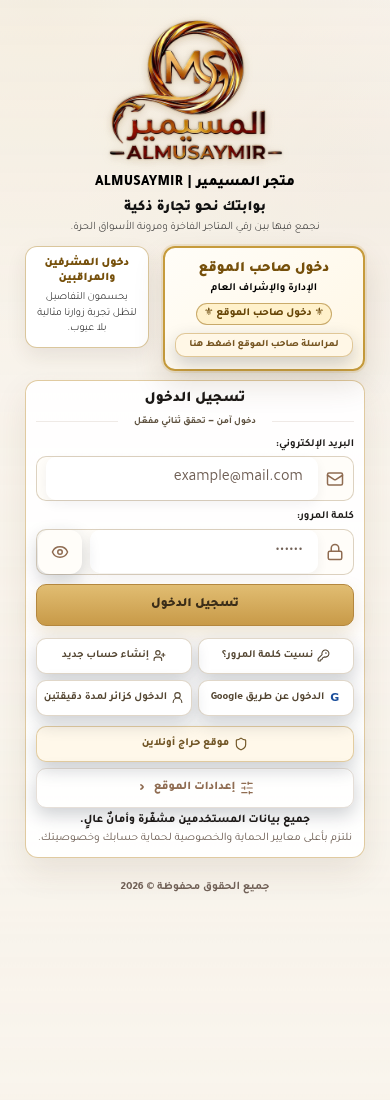 MS
المسيمير
ALMUSAYMIR
متجر المسيمير | ALMUSAYMIR
بوابتك نحو تجارة ذكية
نجمع فيها بين رقي المتاجر الفاخرة ومرونة الأسواق الحرة.
دخول صاحب الموقع
الإدارة والإشراف العام
⚜ دخول صاحب الموقع ⚜
لمراسلة صاحب الموقع اضغط هنا
دخول المشرفين
والمراقبين
يحسمون التفاصيل
لتظل تجربة زوارنا مثالية
بلا عيوب.
تسجيل الدخول
دخول آمن — تحقق ثنائي مفعّل
البريد الإلكتروني:
example@mail.com
كلمة المرور:
••••••
تسجيل الدخول
نسيت كلمة المرور؟
إنشاء حساب جديد
G الدخول عن طريق Google
الدخول كزائر لمدة دقيقتين
موقع حراج أونلاين
إعدادات الموقع ›
جميع بيانات المستخدمين مشفّرة وأمانٌ عالٍ.
نلتزم بأعلى معايير الحماية والخصوصية لحماية حسابك وخصوصيتك.
جميع الحقوق محفوظة © 2026